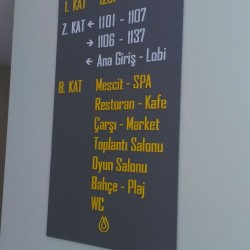 1. KAT
Z. KAT ← 1101 - 1107
→ 1106 - 1137
← Ana Giriş - Lobi
B. KAT Mescit - SPA
Restoran - Kafe
Çarşı - Market
Toplantı Salonu
Oyun Salonu
Bahçe - Plaj
WC